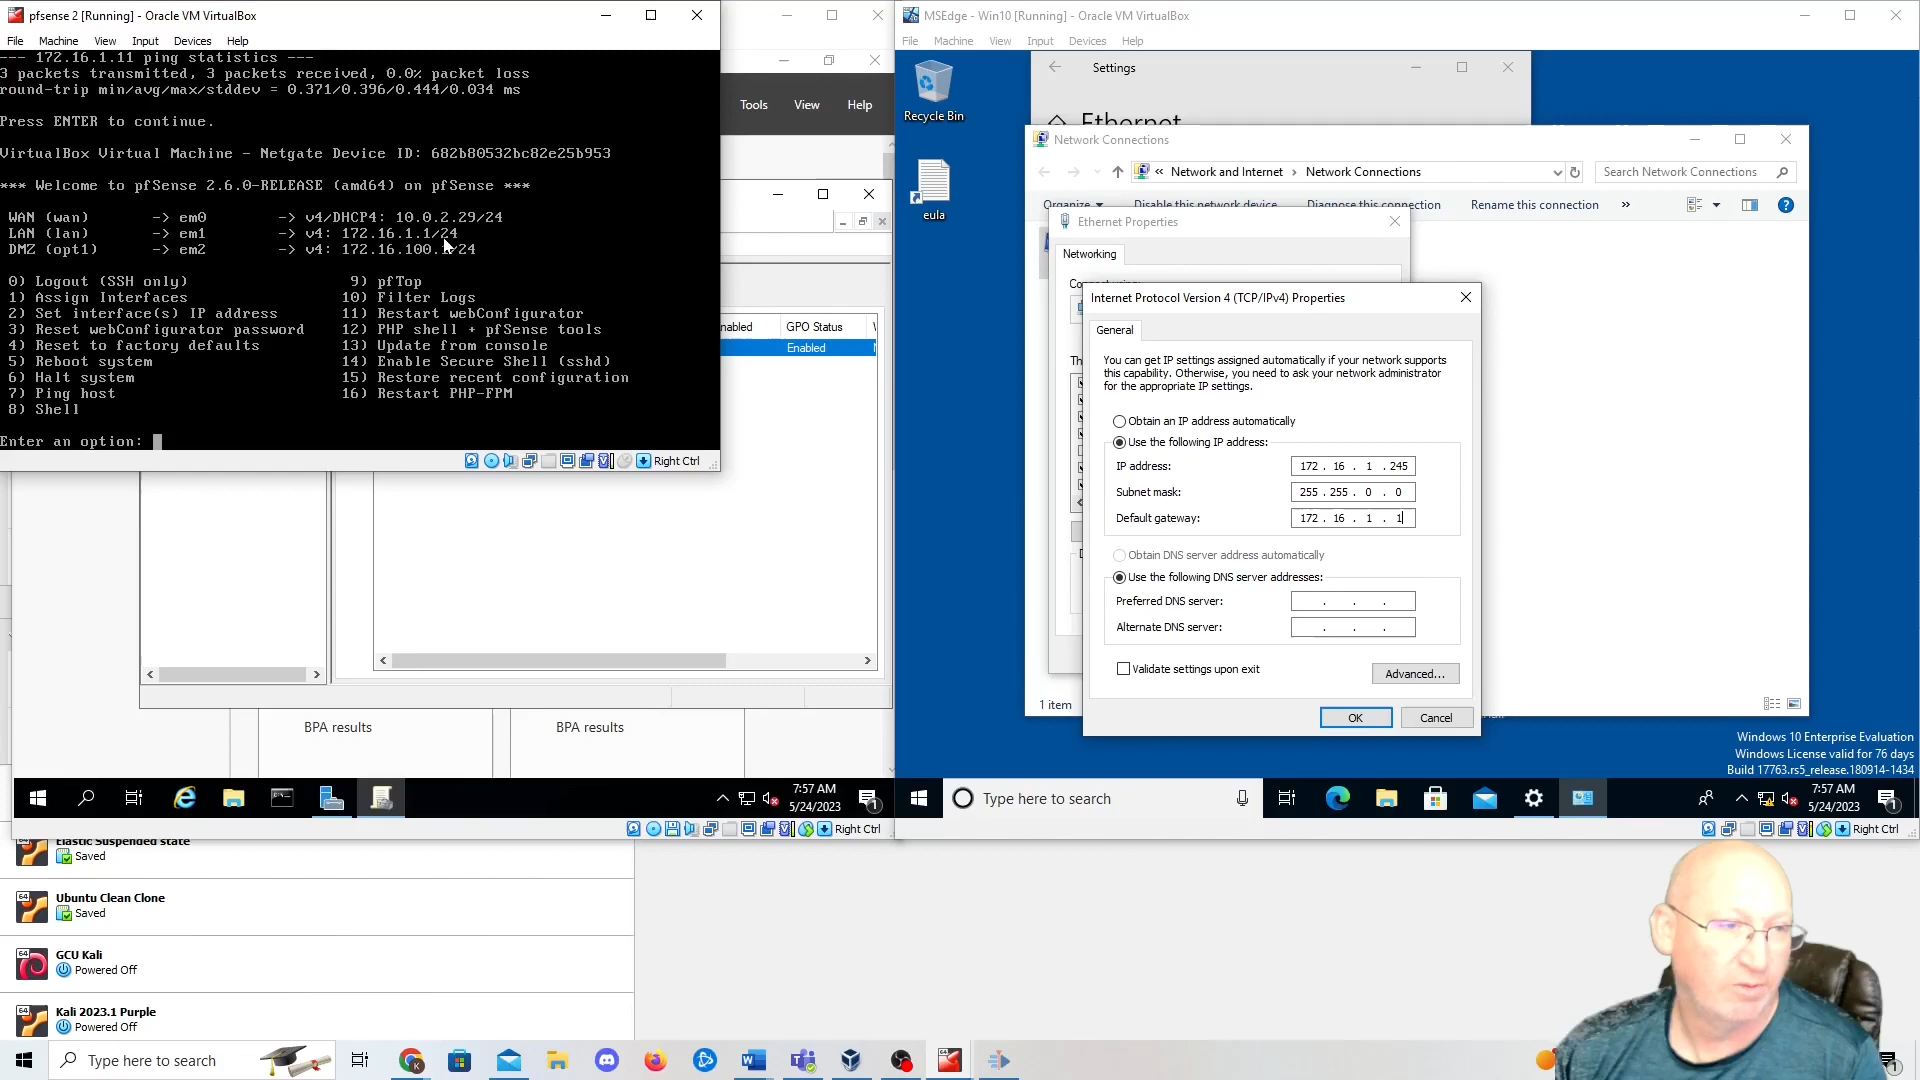 pfsense 2 [Running] - Oracle VM VirtualBox
File Machine View Input Devices Help
--- 172.16.1.11 ping statistics ---
3 packets transmitted, 3 packets received, 0.0% packet loss
round-trip min/avg/max/stddev = 0.371/0.396/0.444/0.034 ms
Press ENTER to continue.
VirtualBox Virtual Machine - Netgate Device ID: 682b80532bc82e25b953
*** Welcome to pfSense 2.6.0-RELEASE (amd64) on pfSense ***
WAN (wan) -> em0 -> v4/DHCP4: 10.0.2.29/24
LAN (lan) -> em1 -> v4: 172.16.1.1/24
DMZ (opt1) -> em2 -> v4: 172.16.100.1/24
0) Logout (SSH only) 9) pfTop
1) Assign Interfaces 10) Filter Logs
2) Set interface(s) IP address 11) Restart webConfigurator
3) Reset webConfigurator password 12) PHP shell + pfSense tools
4) Reset to factory defaults 13) Update from console
5) Reboot system 14) Enable Secure Shell (sshd)
6) Halt system 15) Restore recent configuration
7) Ping host 16) Restart PHP-FPM
8) Shell
Enter an option:
Right Ctrl
Tools View Help
nabled GPO Status
Enabled
BPA results BPA results
7:57 AM
5/24/2023
1
Right Ctrl
Saved
Ubuntu Clean Clone
Saved
GCU Kali
Powered Off
Kali 2023.1 Purple
Powered Off
Type here to search
MSEdge - Win10 [Running] - Oracle VM VirtualBox
File Machine View Input Devices Help
Recycle Bin
eula
Settings
Ethernet
Network Connections
« Network and Internet > Network Connections
Search Network Connections
Organize Disable this network device Diagnose this connection Rename this connection »
Ethernet Properties
Networking
Internet Protocol Version 4 (TCP/IPv4) Properties
General
You can get IP settings assigned automatically if your network supports
this capability. Otherwise, you need to ask your network administrator
for the appropriate IP settings.
Obtain an IP address automatically
Use the following IP address:
IP address: 172 . 16 . 1 . 245
Subnet mask: 255 . 255 . 0 . 0
Default gateway: 172 . 16 . 1 . 1
Obtain DNS server address automatically
Use the following DNS server addresses:
Preferred DNS server: . . .
Alternate DNS server: . . .
Validate settings upon exit
Advanced...
OK Cancel
1 item
Windows 10 Enterprise Evaluation
Windows License valid for 76 days
Build 17763.rs5_release.180914-1434
Type here to search
7:57 AM
5/24/2023
1
Right Ctrl